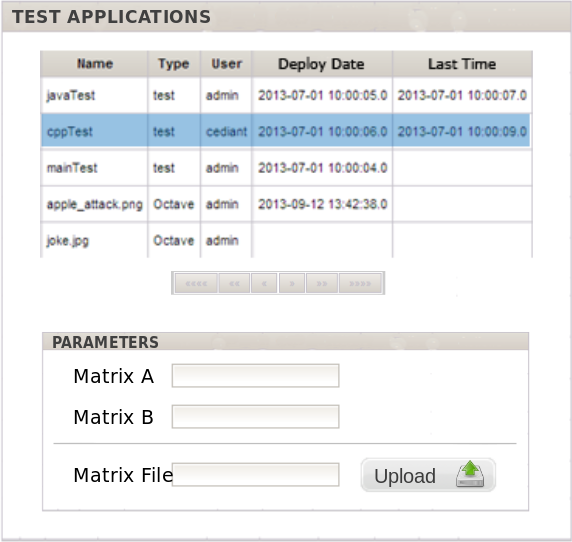 TEST APPLICATIONS
Name Type User Deploy Date Last Time
javaTest test admin 2013-07-01 10:00:05.0 2013-07-01 10:00:07.0
cppTest test cediant 2013-07-01 10:00:06.0 2013-07-01 10:00:09.0
mainTest test admin 2013-07-01 10:00:04.0
apple_attack.png Octave admin 2013-09-12 13:42:38.0
joke.jpg Octave admin
<<<< << < > >> >>>>
PARAMETERS
Matrix A
Matrix B
Matrix File Upload